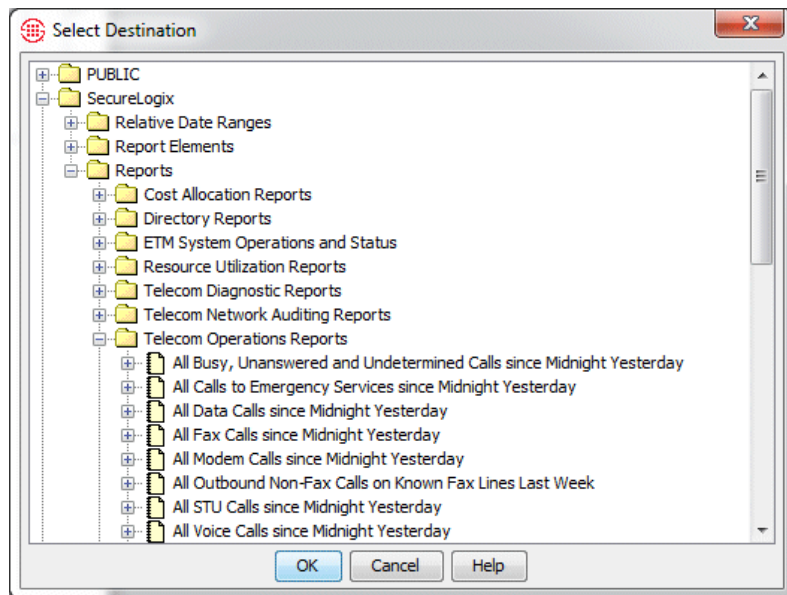 Select Destination
PUBLIC
SecureLogix
Relative Date Ranges
Report Elements
Reports
Cost Allocation Reports
Directory Reports
ETM System Operations and Status
Resource Utilization Reports
Telecom Diagnostic Reports
Telecom Network Auditing Reports
Telecom Operations Reports
All Busy, Unanswered and Undetermined Calls since Midnight Yesterday
All Calls to Emergency Services since Midnight Yesterday
All Data Calls since Midnight Yesterday
All Fax Calls since Midnight Yesterday
All Modem Calls since Midnight Yesterday
All Outbound Non-Fax Calls on Known Fax Lines Last Week
All STU Calls since Midnight Yesterday
All Voice Calls since Midnight Yesterday
OK Cancel Help